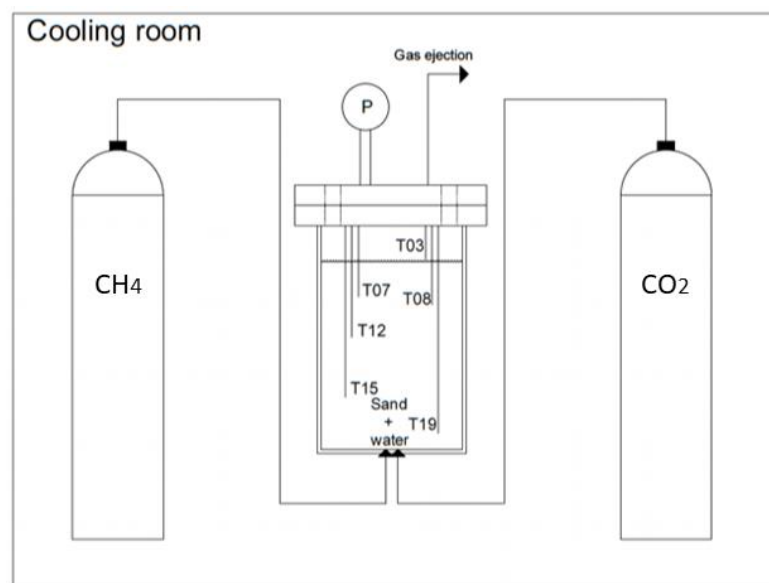 Cooling room
Gas ejection
P
T03
CH4
CO2
T07
T08
T12
T15
Sand
+
T19
water